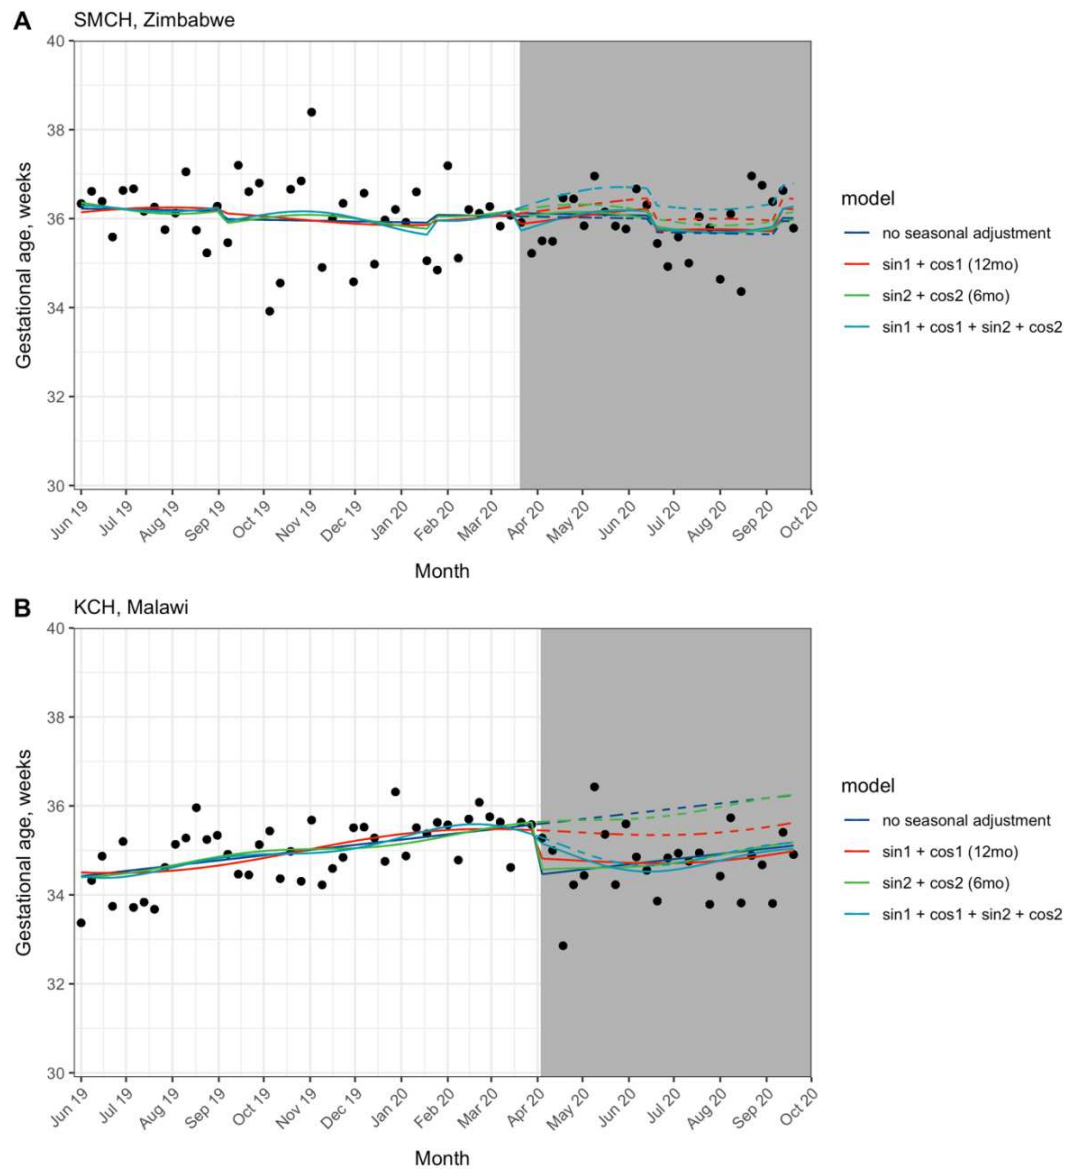 A
SMCH, Zimbabwe
40
38
36
34
32
30
Gestational age, weeks
Jun 19
Jul 19
Aug 19
Sep 19
Oct 19
Nov 19
Dec 19
Jan 20
Feb 20
Mar 20
Apr 20
May 20
Jun 20
Jul 20
Aug 20
Sep 20
Oct 20
Month
model
no seasonal adjustment
sin1 + cos1 (12mo)
sin2 + cos2 (6mo)
sin1 + cos1 + sin2 + cos2
B
KCH, Malawi
40
38
36
34
32
30
Gestational age, weeks
Jun 19
Jul 19
Aug 19
Sep 19
Oct 19
Nov 19
Dec 19
Jan 20
Feb 20
Mar 20
Apr 20
May 20
Jun 20
Jul 20
Aug 20
Sep 20
Oct 20
Month
model
no seasonal adjustment
sin1 + cos1 (12mo)
sin2 + cos2 (6mo)
sin1 + cos1 + sin2 + cos2